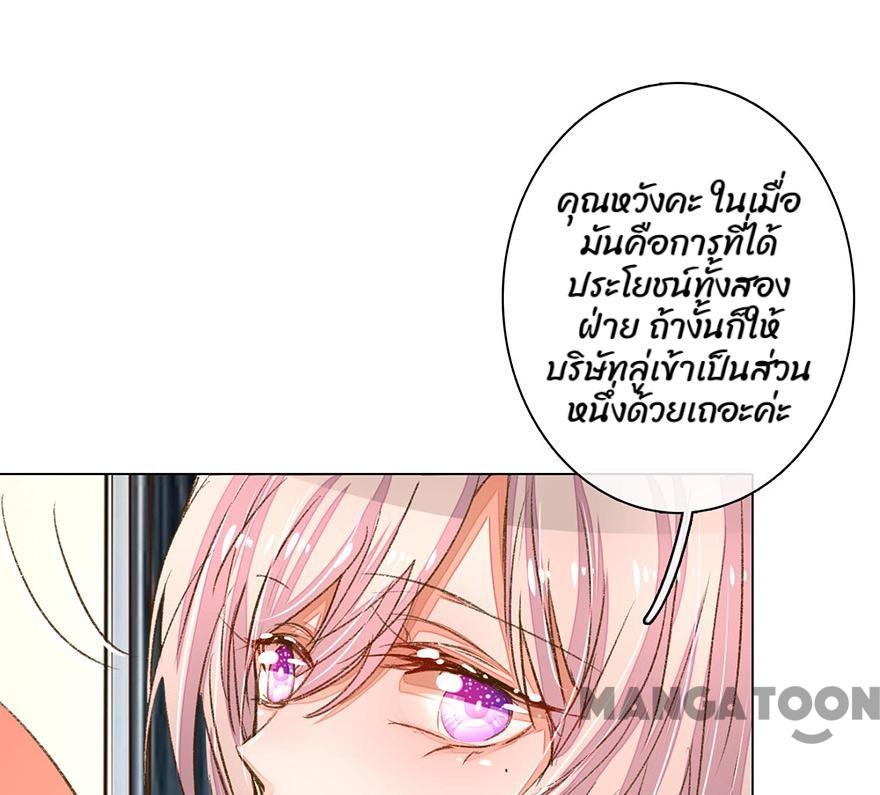 คุณหวังคะ ในเมื่อ
มันคือการที่ได้
ประโยชน์ทั้งสอง
ฝ่าย ถ้างั้นก็ให้
บริษัทลู่เข้าเป็นส่วน
หนึ่งด้วยเถอะค่ะ
MANGATOON